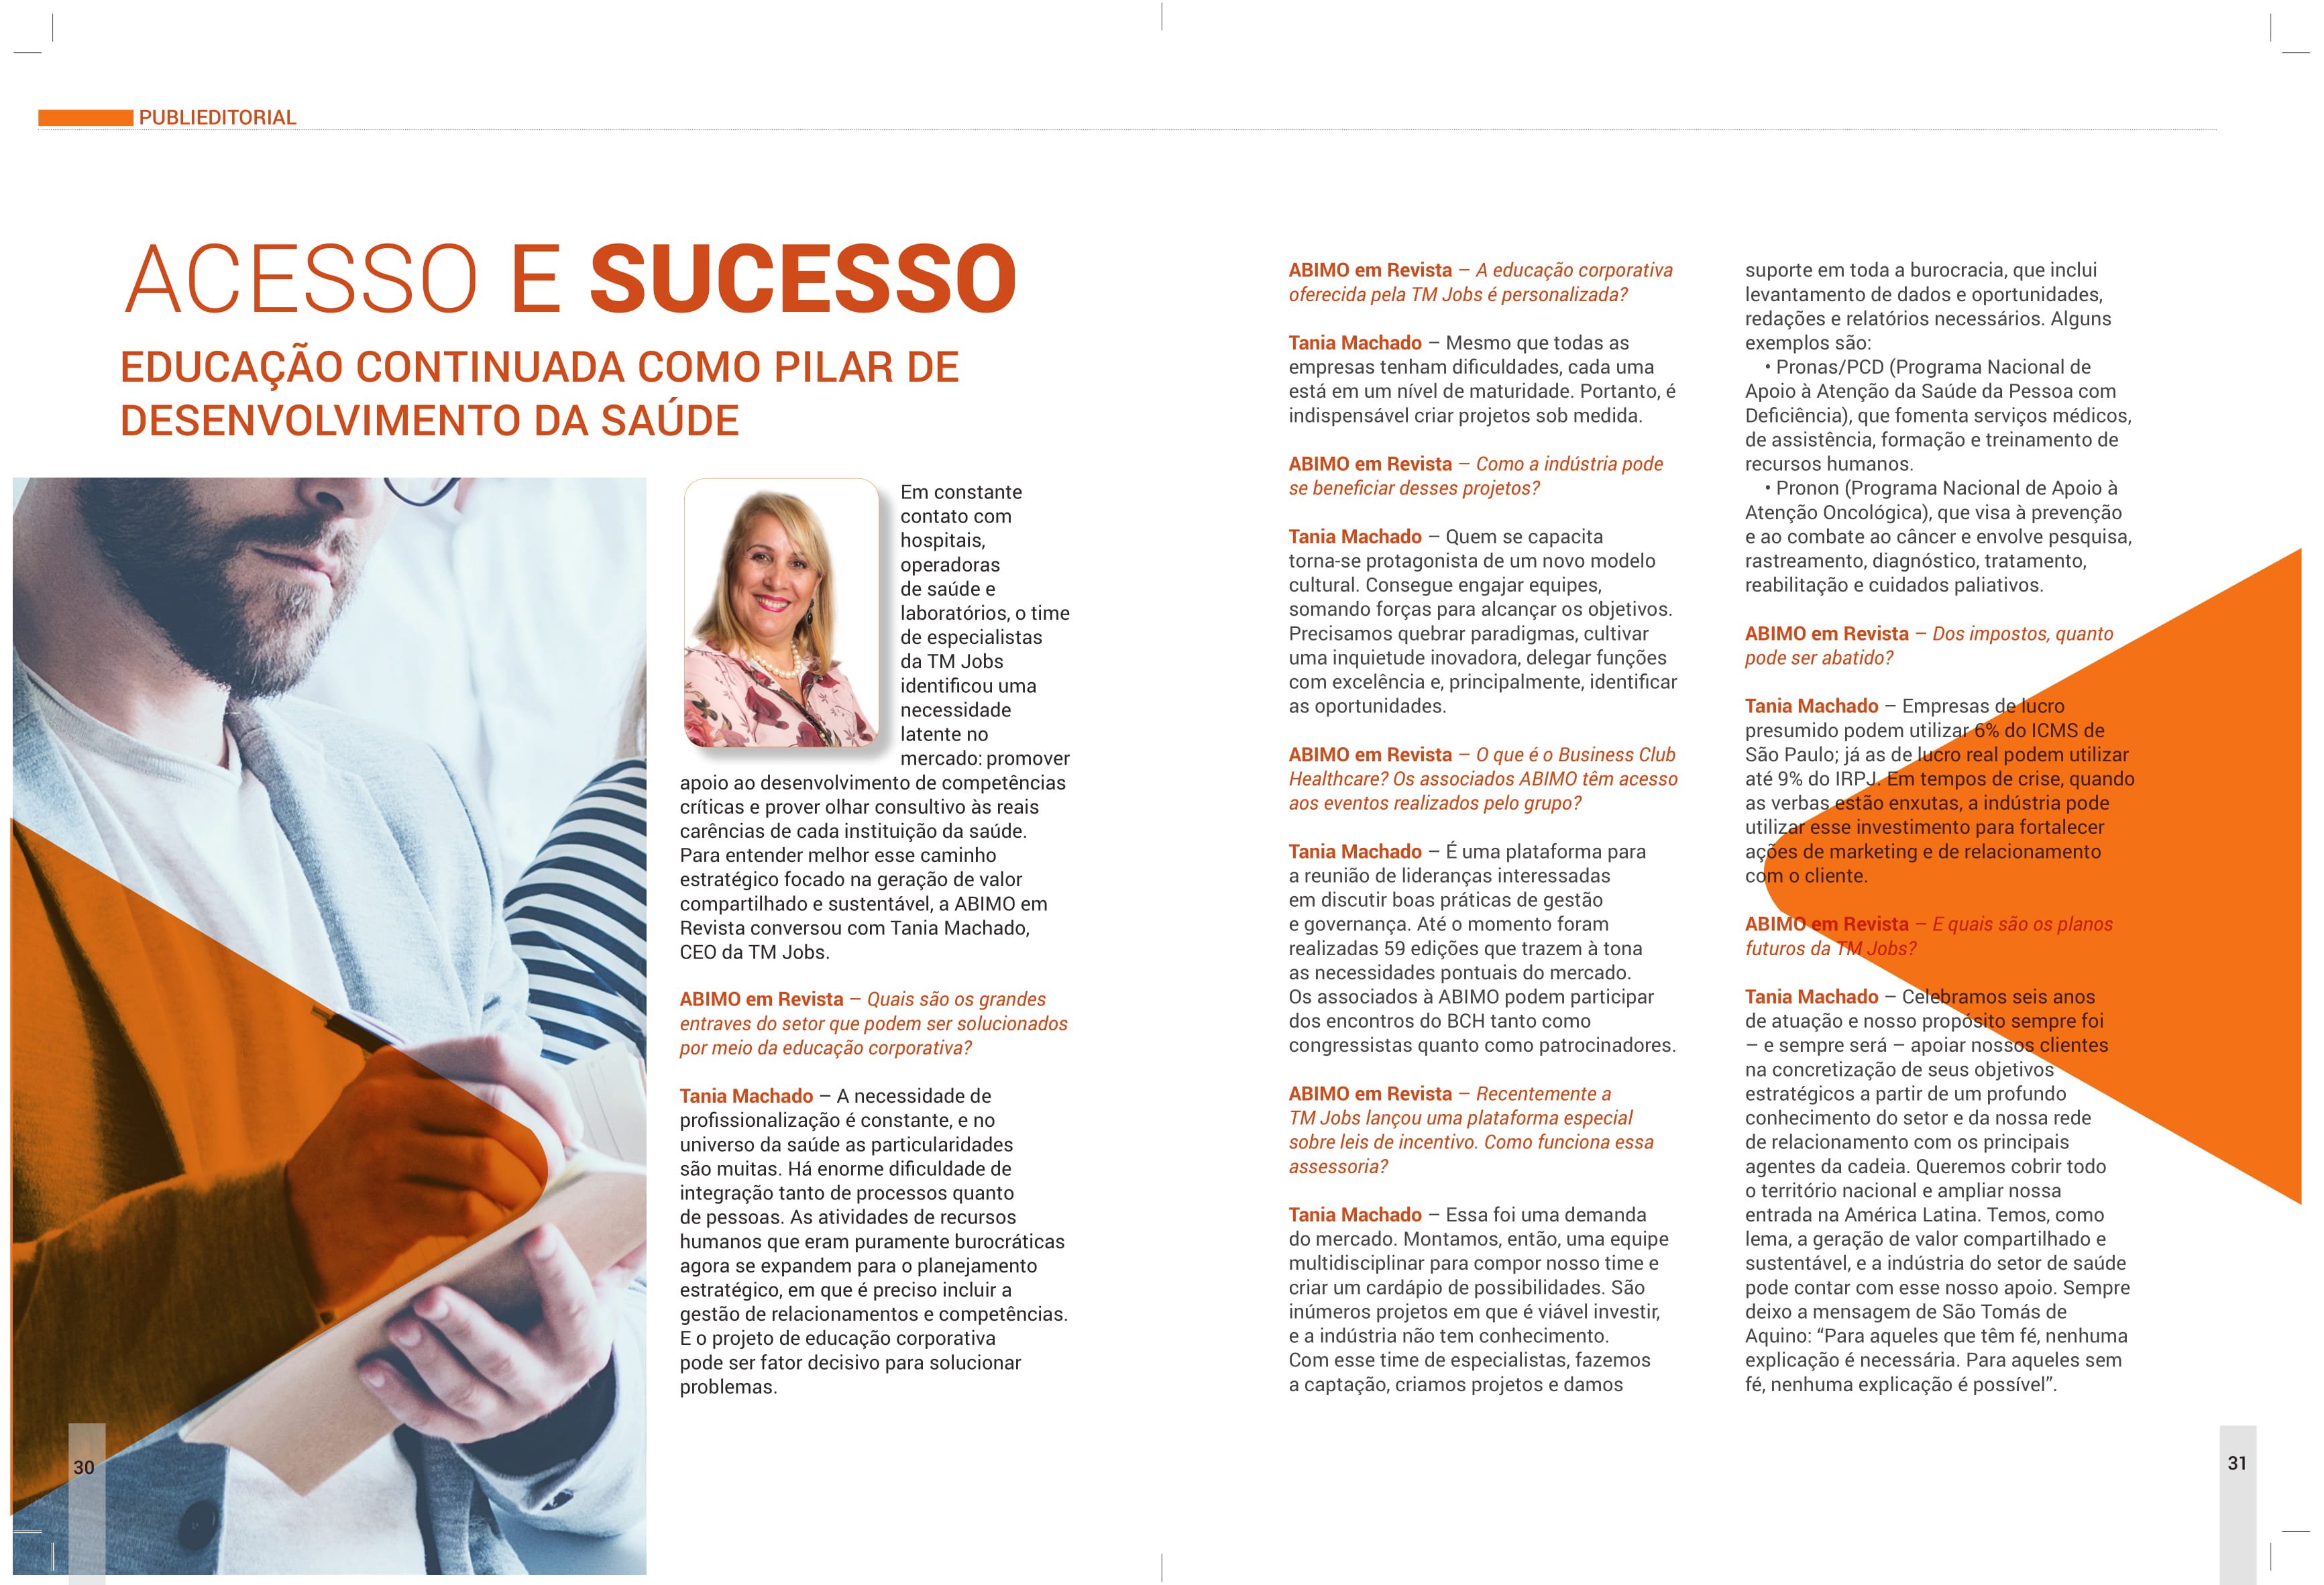 PUBLIEDITORIAL
ACESSO E SUCESSO
EDUCAÇÃO CONTINUADA COMO PILAR DE
DESENVOLVIMENTO DA SAÚDE
Em constante
contato com
hospitais,
operadoras
de saúde e
laboratórios, o time
de especialistas
da TM Jobs
identificou uma
necessidade
latente no
mercado: promover
apoio ao desenvolvimento de competências
críticas e prover olhar consultivo às reais
carências de cada instituição da saúde.
Para entender melhor esse caminho
estratégico focado na geração de valor
compartilhado e sustentável, a ABIMO em
Revista conversou com Tania Machado,
CEO da TM Jobs.
ABIMO em Revista – Quais são os grandes
entraves do setor que podem ser solucionados
por meio da educação corporativa?
Tania Machado – A necessidade de
profissionalização é constante, e no
universo da saúde as particularidades
são muitas. Há enorme dificuldade de
integração tanto de processos quanto
de pessoas. As atividades de recursos
humanos que eram puramente burocráticas
agora se expandem para o planejamento
estratégico, em que é preciso incluir a
gestão de relacionamentos e competências.
E o projeto de educação corporativa
pode ser fator decisivo para solucionar
problemas.
30
ABIMO em Revista – A educação corporativa
oferecida pela TM Jobs é personalizada?
Tania Machado – Mesmo que todas as
empresas tenham dificuldades, cada uma
está em um nível de maturidade. Portanto, é
indispensável criar projetos sob medida.
ABIMO em Revista – Como a indústria pode
se beneficiar desses projetos?
Tania Machado – Quem se capacita
torna-se protagonista de um novo modelo
cultural. Consegue engajar equipes,
somando forças para alcançar os objetivos.
Precisamos quebrar paradigmas, cultivar
uma inquietude inovadora, delegar funções
com excelência e, principalmente, identificar
as oportunidades.
ABIMO em Revista – O que é o Business Club
Healthcare? Os associados ABIMO têm acesso
aos eventos realizados pelo grupo?
Tania Machado – É uma plataforma para
a reunião de lideranças interessadas
em discutir boas práticas de gestão
e governança. Até o momento foram
realizadas 59 edições que trazem à tona
as necessidades pontuais do mercado.
Os associados à ABIMO podem participar
dos encontros do BCH tanto como
congressistas quanto como patrocinadores.
ABIMO em Revista – Recentemente a
TM Jobs lançou uma plataforma especial
sobre leis de incentivo. Como funciona essa
assessoria?
Tania Machado – Essa foi uma demanda
do mercado. Montamos, então, uma equipe
multidisciplinar para compor nosso time e
criar um cardápio de possibilidades. São
inúmeros projetos em que é viável investir,
e a indústria não tem conhecimento.
Com esse time de especialistas, fazemos
a captação, criamos projetos e damos
suporte em toda a burocracia, que inclui
levantamento de dados e oportunidades,
redações e relatórios necessários. Alguns
exemplos são:
• Pronas/PCD (Programa Nacional de
Apoio à Atenção da Saúde da Pessoa com
Deficiência), que fomenta serviços médicos,
de assistência, formação e treinamento de
recursos humanos.
• Pronon (Programa Nacional de Apoio à
Atenção Oncológica), que visa à prevenção
e ao combate ao câncer e envolve pesquisa,
rastreamento, diagnóstico, tratamento,
reabilitação e cuidados paliativos.
ABIMO em Revista – Dos impostos, quanto
pode ser abatido?
Tania Machado – Empresas de lucro
presumido podem utilizar 6% do ICMS de
São Paulo; já as de lucro real podem utilizar
até 9% do IRPJ. Em tempos de crise, quando
as verbas estão enxutas, a indústria pode
utilizar esse investimento para fortalecer
ações de marketing e de relacionamento
com o cliente.
ABIMO em Revista – E quais são os planos
futuros da TM Jobs?
Tania Machado – Celebramos seis anos
de atuação e nosso propósito sempre foi
– e sempre será – apoiar nossos clientes
na concretização de seus objetivos
estratégicos a partir de um profundo
conhecimento do setor e da nossa rede
de relacionamento com os principais
agentes da cadeia. Queremos cobrir todo
o território nacional e ampliar nossa
entrada na América Latina. Temos, como
lema, a geração de valor compartilhado e
sustentável, e a indústria do setor de saúde
pode contar com esse nosso apoio. Sempre
deixo a mensagem de São Tomás de
Aquino: “Para aqueles que têm fé, nenhuma
explicação é necessária. Para aqueles sem
fé, nenhuma explicação é possível”.
31